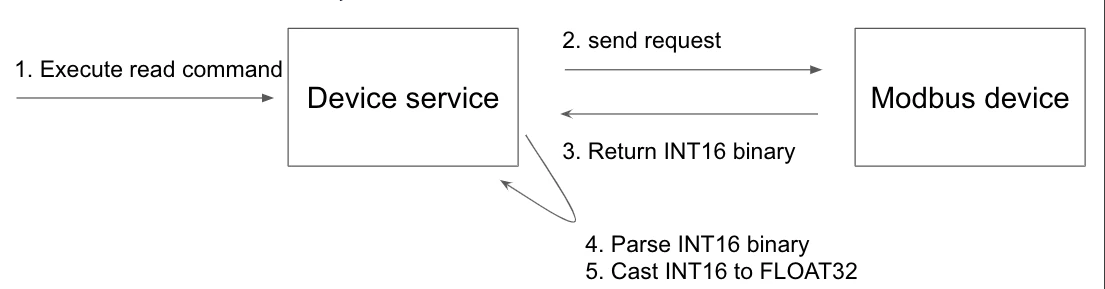 1. Execute read command
Device service
2. send request
Modbus device
3. Return INT16 binary
4. Parse INT16 binary
5. Cast INT16 to FLOAT32